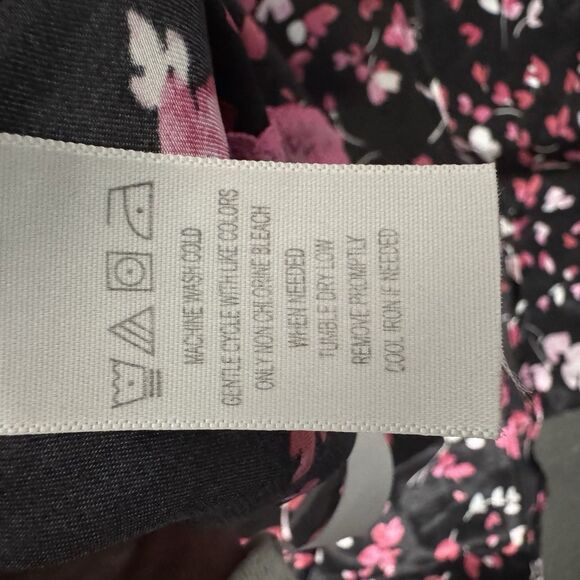 MACHINE WASH COLD
GENTLE CYCLE WITH LIKE COLORS
ONLY NON CHLORINE BLEACH
WHEN NEEDED
TUMBLE DRY LOW
REMOVE PROMPTLY
COOL IRON IF NEEDED